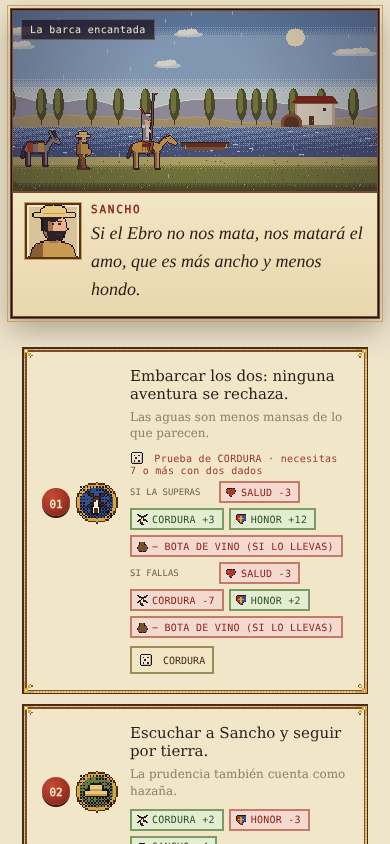 La barca encantada
SANCHO
Si el Ebro no nos mata, nos matará el
amo, que es más ancho y menos
hondo.
Embarcar los dos: ninguna
aventura se rechaza.
Las aguas son menos mansas de lo
que parecen.
Prueba de CORDURA · necesitas
7 o más con dos dados
01
SI LA SUPERAS SALUD -3
CORDURA +3 HONOR +12
− BOTA DE VINO (SI LO LLEVAS)
SI FALLAS SALUD -3
CORDURA -7 HONOR +2
− BOTA DE VINO (SI LO LLEVAS)
CORDURA
Escuchar a Sancho y seguir
por tierra.
02
La prudencia también cuenta como
hazaña.
CORDURA +2 HONOR -3